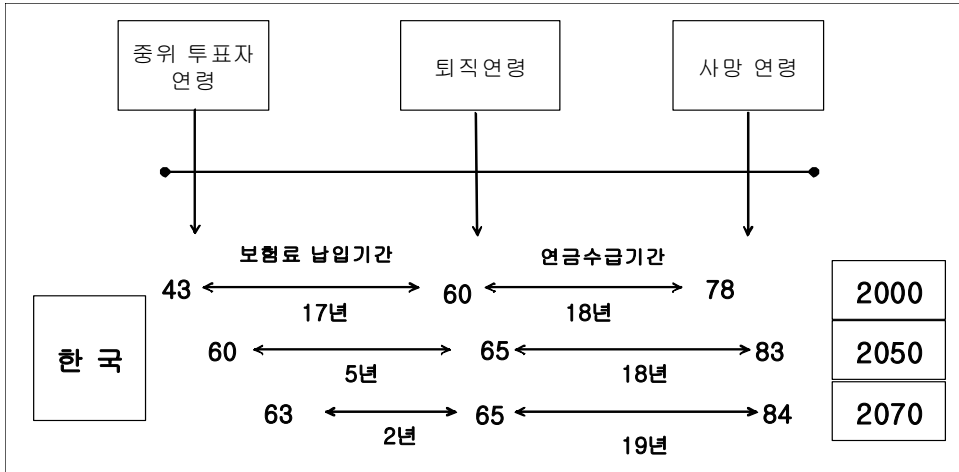 중위 투표자
연령
퇴직연령
사망 연령
보험료 납입기간
연금수급기간
43
60
78
2000
17년
18년
한 국
60
65
83
2050
5년
18년
63
65
84
2070
2년
19년